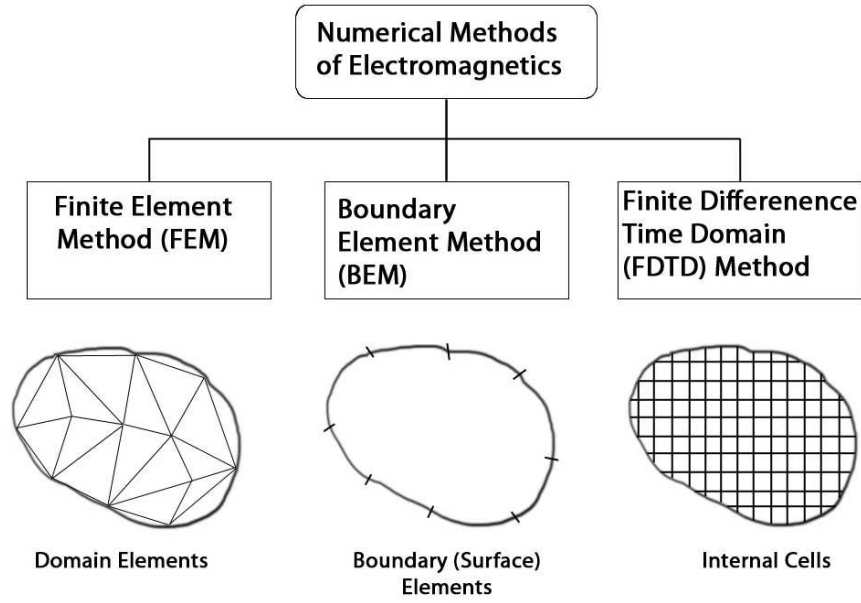 Numerical Methods
of Electromagnetics
Finite Element
Method (FEM)
Boundary
Element Method
(BEM)
Finite Differenence
Time Domain
(FDTD) Method
Domain Elements
Boundary (Surface)
Elements
Internal Cells